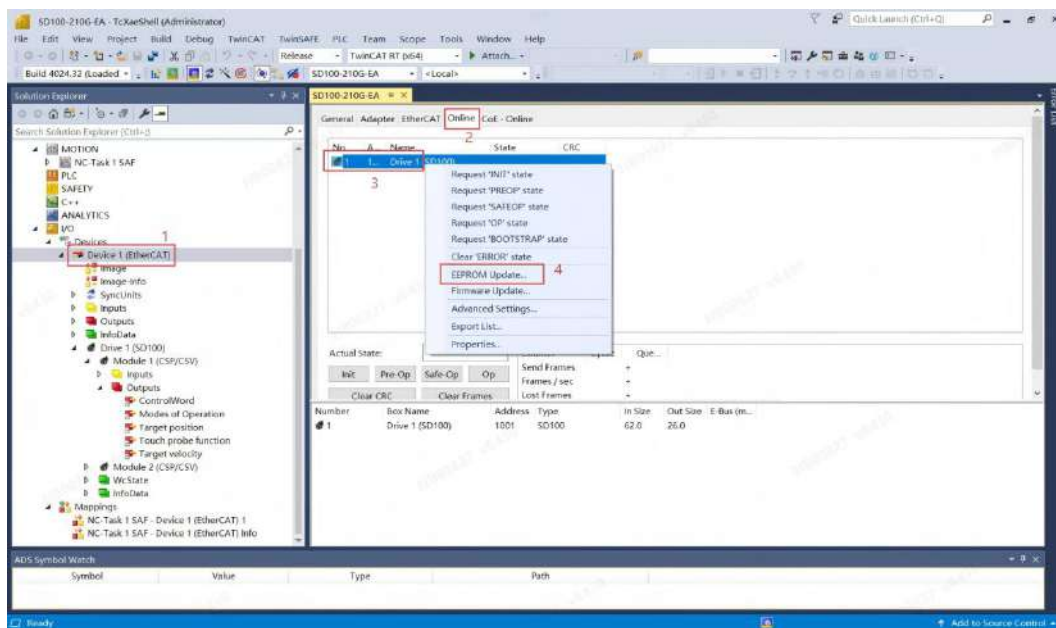 SD100-210G-EA - TcXaeShell (Administrator)
Quick Launch (Ctrl+Q)
File Edit View Project Build Debug TwinCAT TwinSAFE PLC Team Scope Tools Window Help
Release TwinCAT RT (x64) Attach...
Build 4024.32 (Loaded SD100-210G-EA <Local>
Solution Explorer
Search Solution Explorer (Ctrl+;)
MOTION
NC-Task 1 SAF
PLC
SAFETY
C++
ANALYTICS
I/O
Devices
1
Device 1 (EtherCAT)
Image
Image-Info
SyncUnits
Inputs
Outputs
InfoData
Drive 1 (SD100)
Module 1 (CSP/CSV)
Inputs
Outputs
ControlWord
Modes of Operation
Target position
Touch probe function
Target velocity
Module 2 (CSP/CSV)
WcState
InfoData
Mappings
NC-Task 1 SAF - Device 1 (EtherCAT) 1
NC-Task 1 SAF - Device 1 (EtherCAT) Info
SD100-210G-EA
General Adapter EtherCAT Online CoE - Online
2
No A... Name State CRC
1 1... Drive 1 (SD100)
3
Request 'INIT' state
Request 'PREOP' state
Request 'SAFEOP' state
Request 'OP' state
Request 'BOOTSTRAP' state
Clear 'ERROR' state
EEPROM Update...
4
Firmware Update...
Advanced Settings...
Export List...
Properties...
Actual State:
Counter Cyclic Que...
Init Pre-Op Safe-Op Op
Send Frames -
Frames / sec -
Clear CRC Clear Frames
Lost Frames -
Number Box Name Address Type In Size Out Size E-Bus (m...
1 Drive 1 (SD100) 1001 SD100 62.0 26.0
Error List
ADS Symbol Watch
Symbol Value Type Path
Ready
Add to Source Control